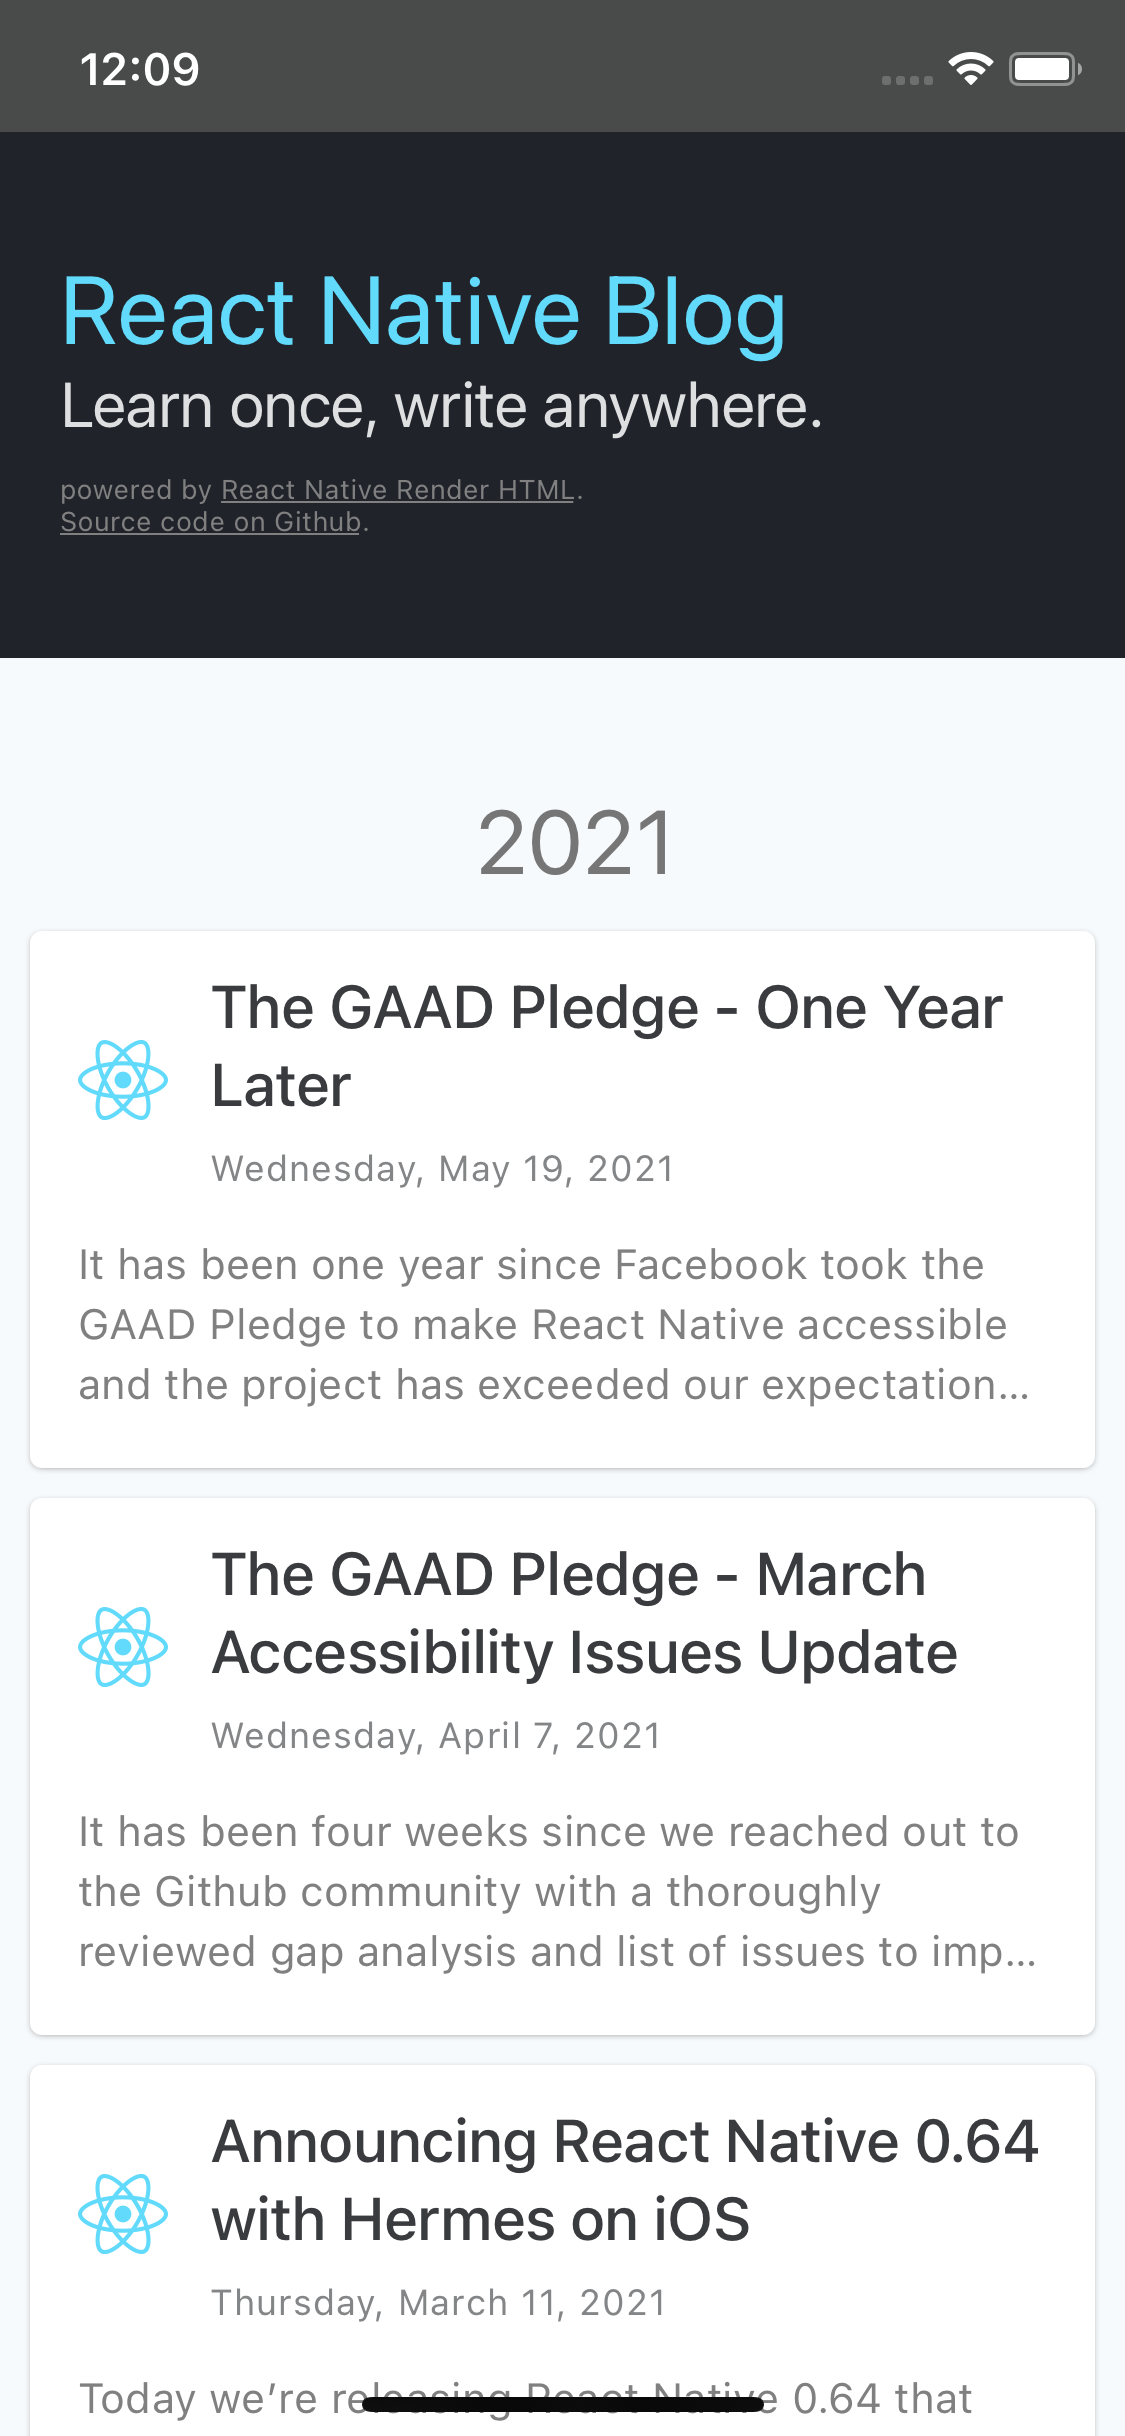 12:09
React Native Blog
Learn once, write anywhere.
powered by React Native Render HTML.
Source code on Github.
2021
The GAAD Pledge - One Year
Later
Wednesday, May 19, 2021
It has been one year since Facebook took the
GAAD Pledge to make React Native accessible
and the project has exceeded our expectation...
The GAAD Pledge - March
Accessibility Issues Update
Wednesday, April 7, 2021
It has been four weeks since we reached out to
the Github community with a thoroughly
reviewed gap analysis and list of issues to imp...
Announcing React Native 0.64
with Hermes on iOS
Thursday, March 11, 2021
Today we’re releasing React Native 0.64 that